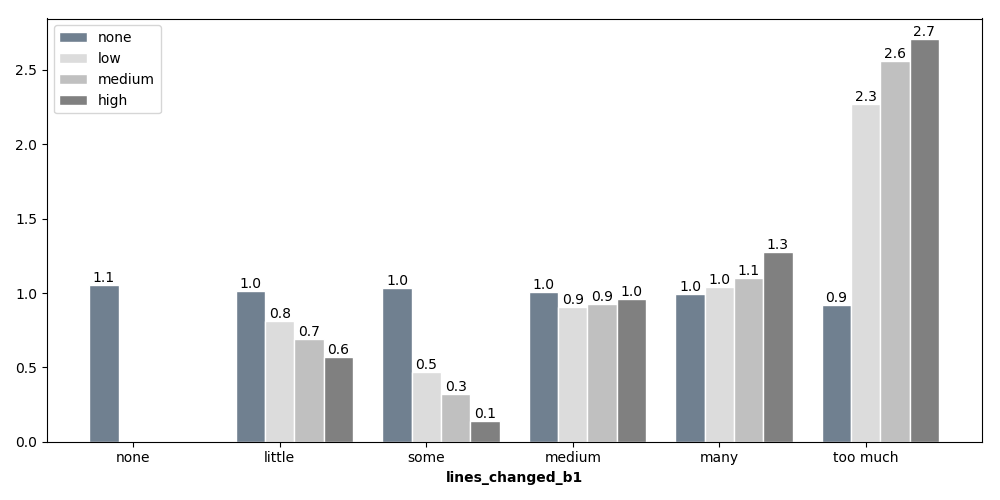 none
low
medium
high
2.5
2.0
1.5
1.0
0.5
0.0
1.1
1.0 0.8 0.7 0.6
1.0 0.5 0.3 0.1
1.0 0.9 0.9 1.0
1.0 1.0 1.1 1.3
0.9 2.3 2.6 2.7
none little some medium many too much
lines_changed_b1